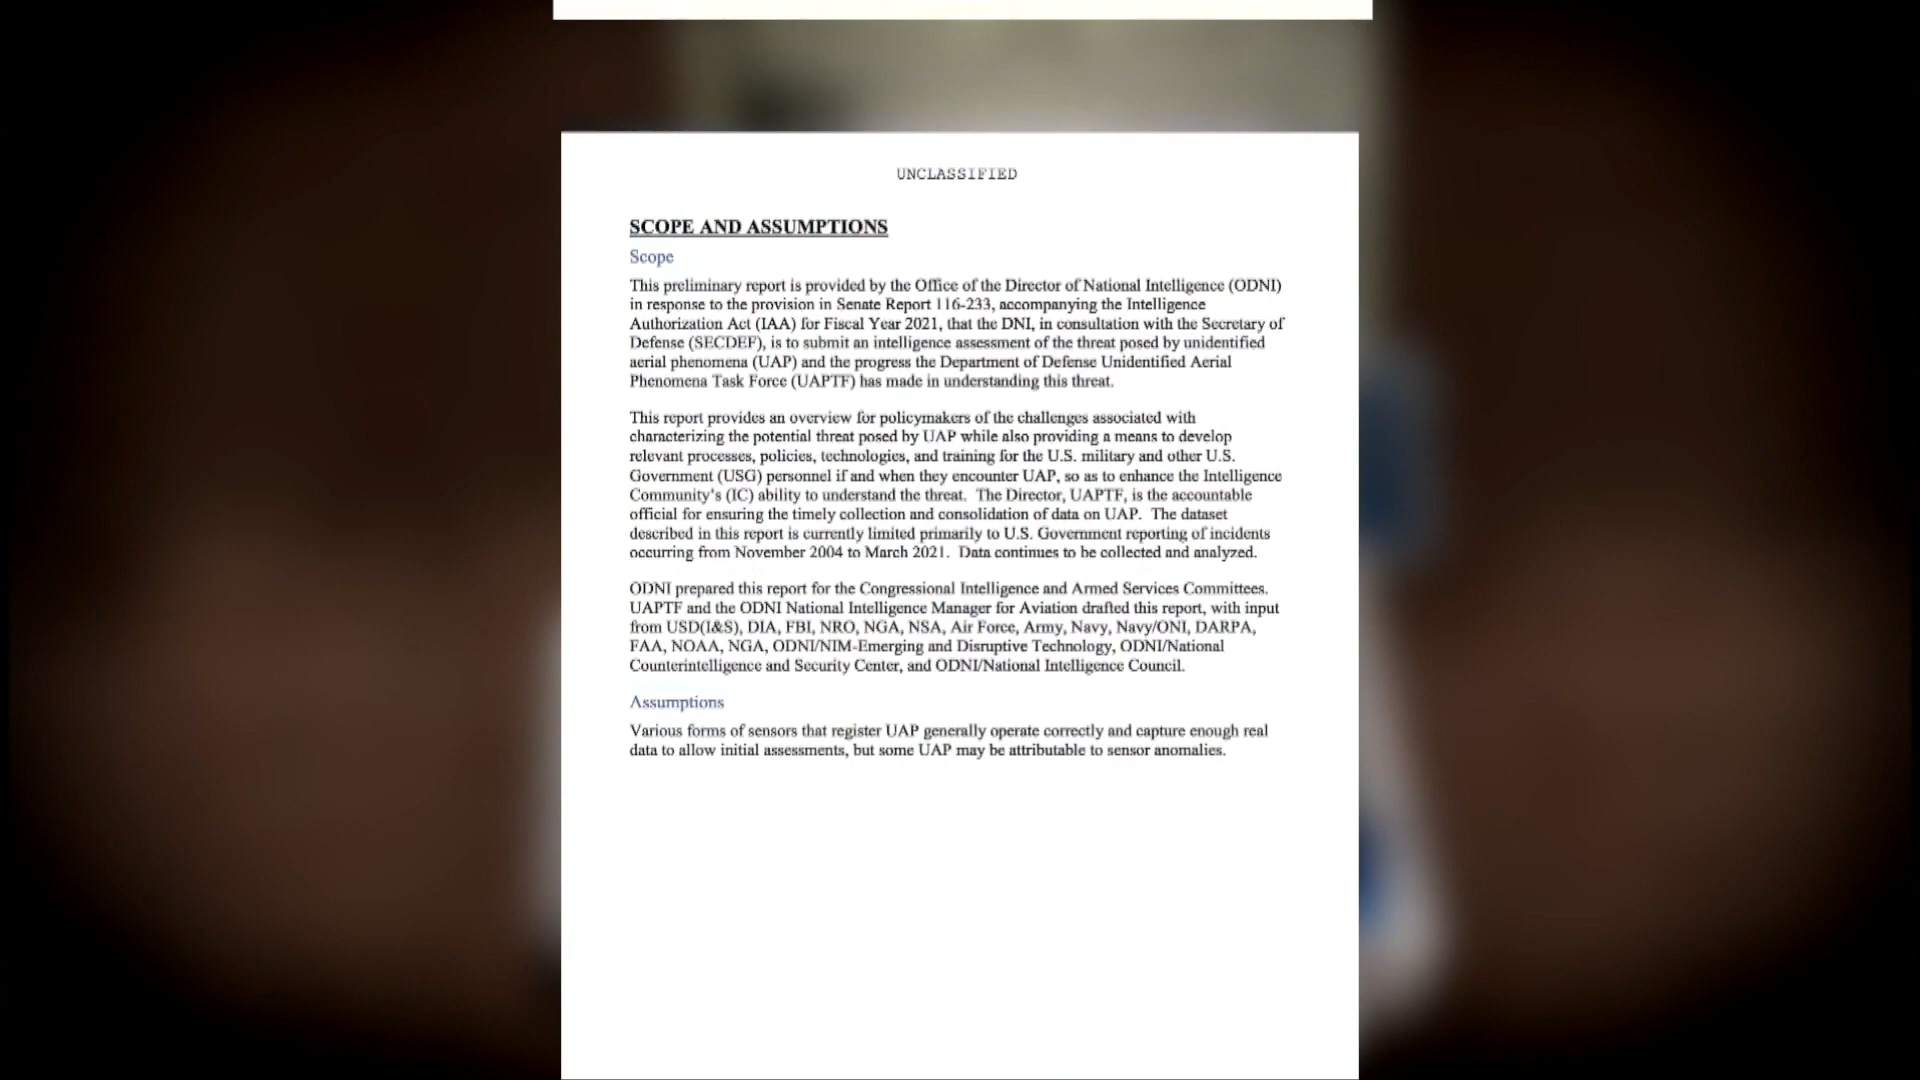 UNCLASSIFIED
SCOPE AND ASSUMPTIONS
Scope
This preliminary report is provided by the Office of the Director of National Intelligence (ODNI)
in response to the provision in Senate Report 116-233, accompanying the Intelligence
Authorization Act (IAA) for Fiscal Year 2021, that the DNI, in consultation with the Secretary of
Defense (SECDEF), is to submit an intelligence assessment of the threat posed by unidentified
aerial phenomena (UAP) and the progress the Department of Defense Unidentified Aerial
Phenomena Task Force (UAPTF) has made in understanding this threat.
This report provides an overview for policymakers of the challenges associated with
characterizing the potential threat posed by UAP while also providing a means to develop
relevant processes, policies, technologies, and training for the U.S. military and other U.S.
Government (USG) personnel if and when they encounter UAP, so as to enhance the Intelligence
Community's (IC) ability to understand the threat. The Director, UAPTF, is the accountable
official for ensuring the timely collection and consolidation of data on UAP. The dataset
described in this report is currently limited primarily to U.S. Government reporting of incidents
occurring from November 2004 to March 2021. Data continues to be collected and analyzed.
ODNI prepared this report for the Congressional Intelligence and Armed Services Committees.
UAPTF and the ODNI National Intelligence Manager for Aviation drafted this report, with input
from USD(I&S), DIA, FBI, NRO, NGA, NSA, Air Force, Army, Navy, Navy/ONI, DARPA,
FAA, NOAA, NGA, ODNI/NIM-Emerging and Disruptive Technology, ODNI/National
Counterintelligence and Security Center, and ODNI/National Intelligence Council.
Assumptions
Various forms of sensors that register UAP generally operate correctly and capture enough real
data to allow initial assessments, but some UAP may be attributable to sensor anomalies.